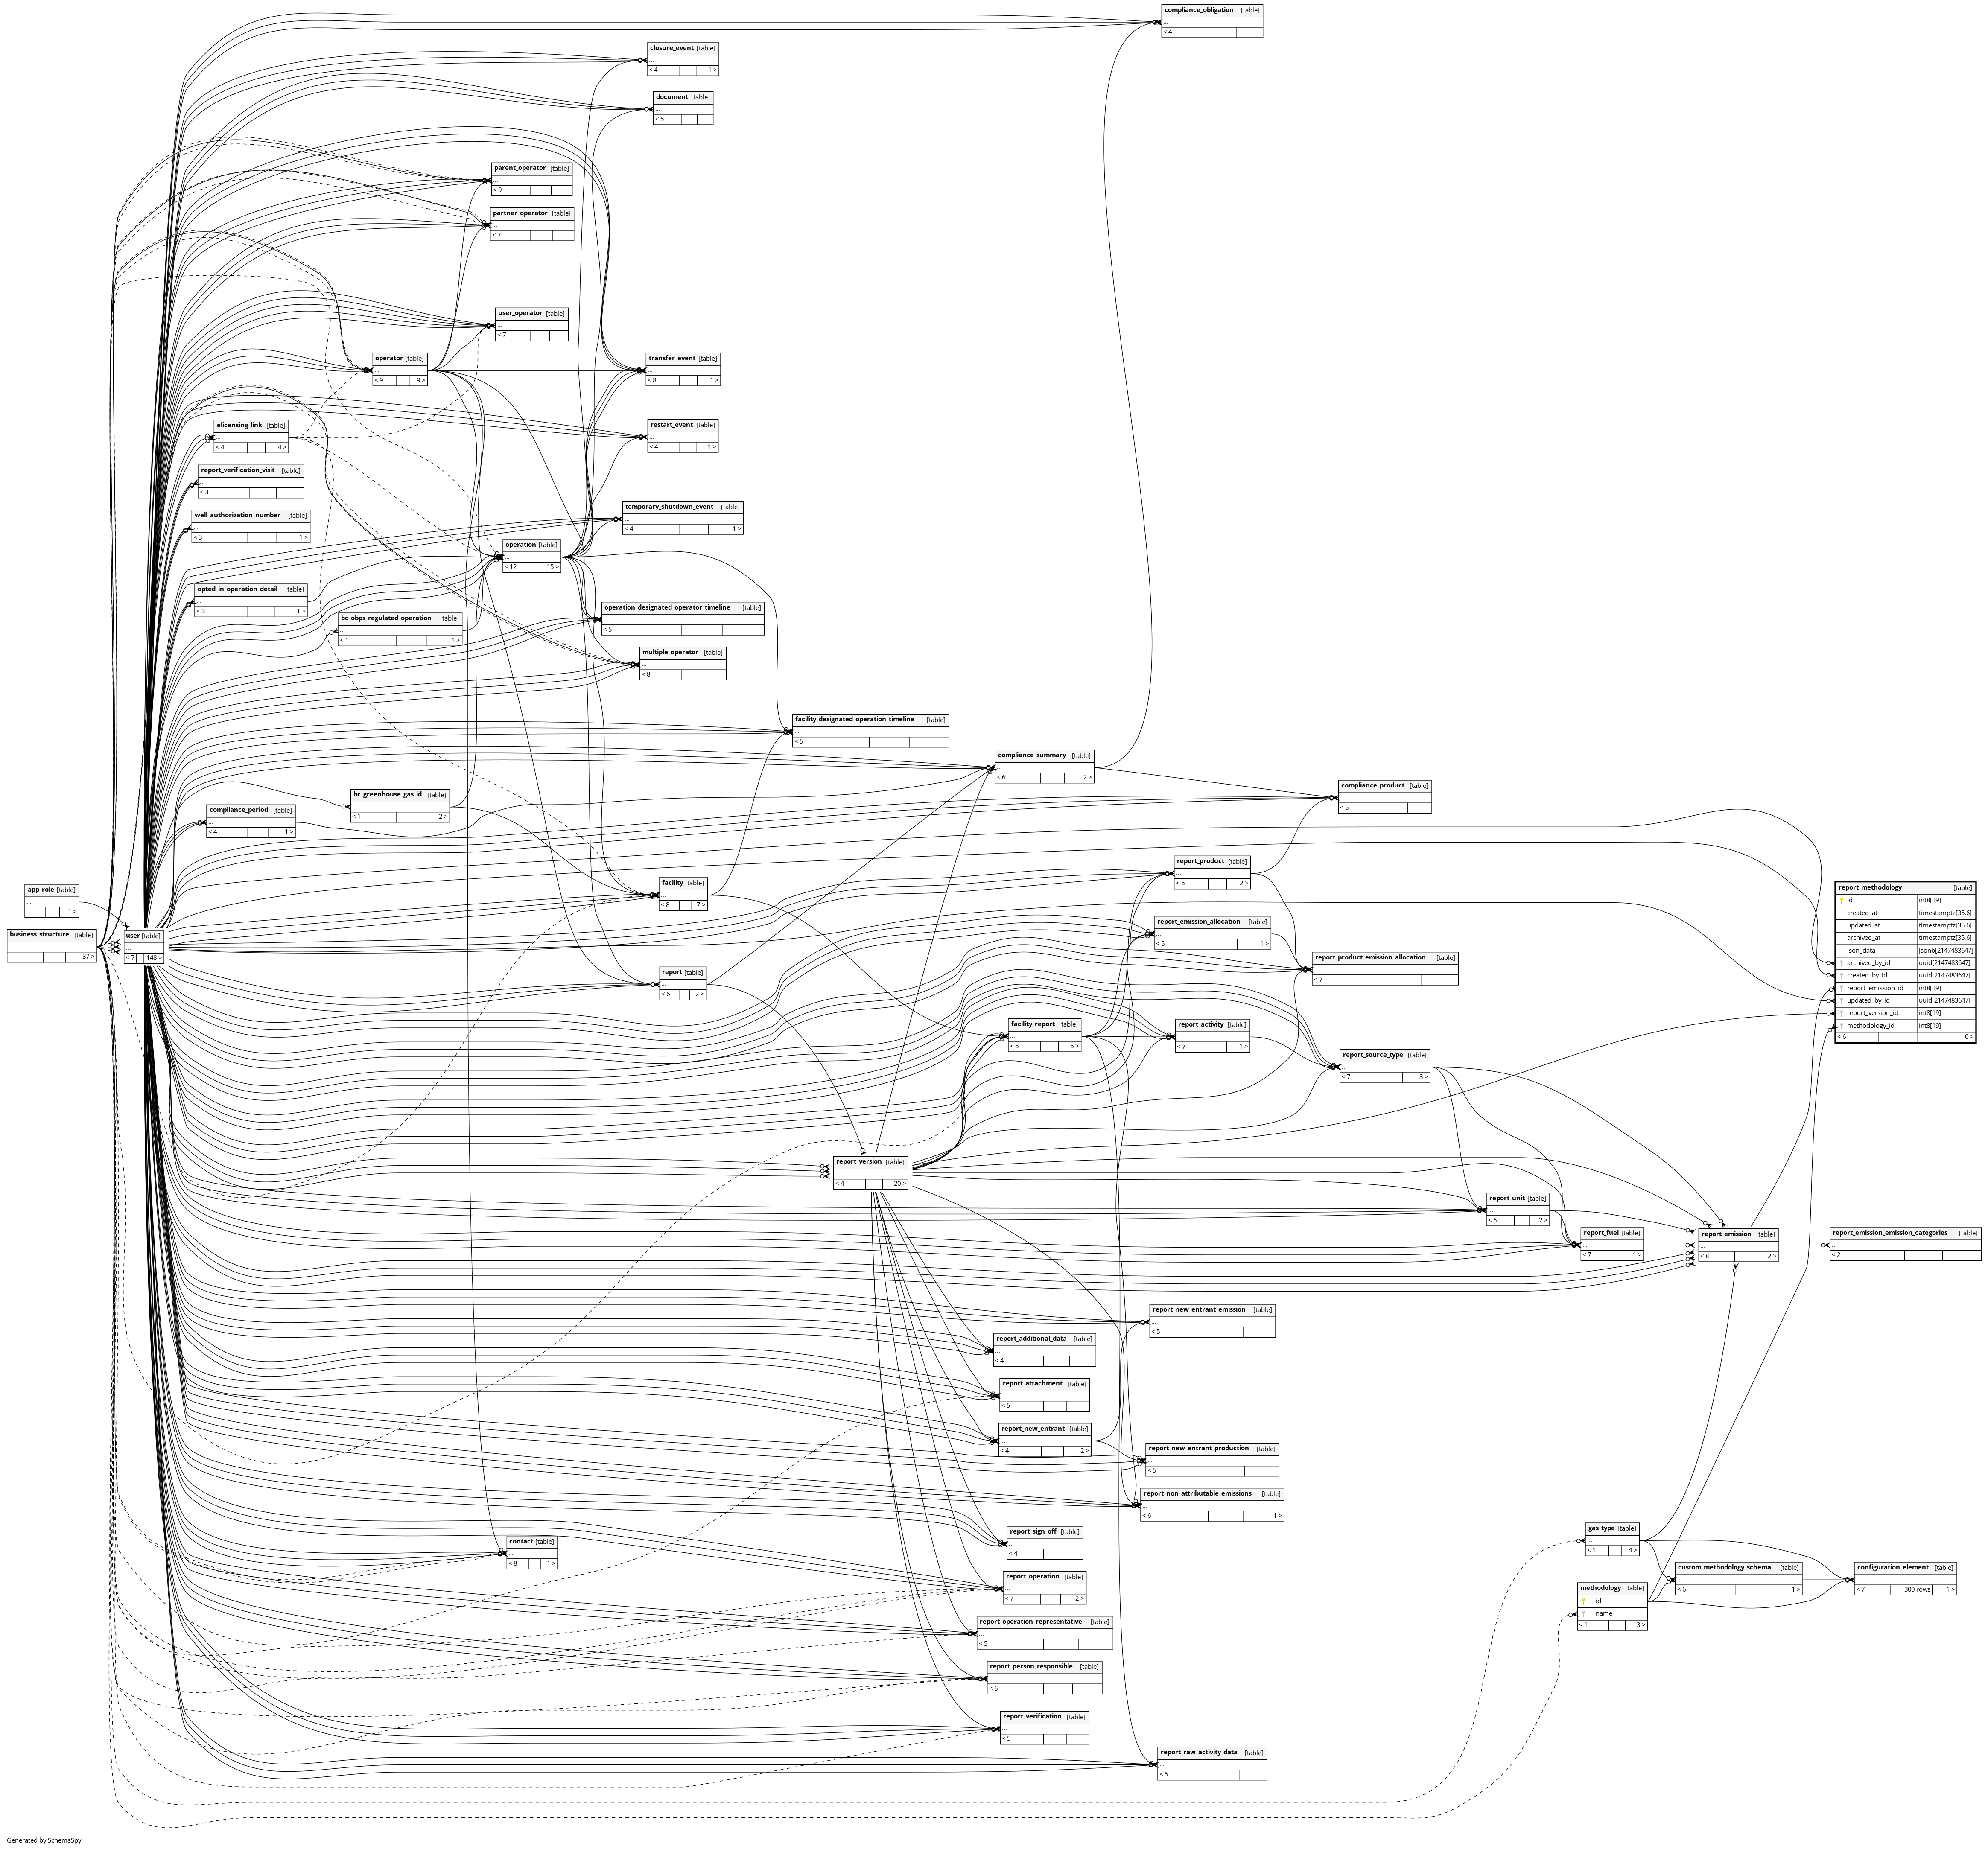 compliance_obligation [table]
...
< 4
closure_event [table]
...
< 4 1 >
document [table]
...
< 5
parent_operator [table]
...
< 9
partner_operator [table]
...
< 7
user_operator [table]
...
< 7
operator [table]
...
< 9 9 >
transfer_event [table]
...
< 8 1 >
elicensing_link [table]
...
< 4 4 >
restart_event [table]
...
< 4 1 >
report_verification_visit [table]
...
< 3
well_authorization_number [table]
...
< 3 1 >
temporary_shutdown_event [table]
...
< 4 1 >
operation [table]
...
< 12 15 >
opted_in_operation_detail [table]
...
< 3 1 >
bc_obps_regulated_operation [table]
...
< 1 1 >
operation_designated_operator_timeline [table]
...
< 5
multiple_operator [table]
...
< 8
facility_designated_operation_timeline [table]
...
< 5
compliance_summary [table]
...
< 6 2 >
compliance_product [table]
...
< 5
bc_greenhouse_gas_id [table]
...
< 1 2 >
compliance_period [table]
...
< 4 1 >
report_product [table]
...
< 6 2 >
app_role [table]
...
1 >
facility [table]
...
< 8 7 >
business_structure [table]
...
37 >
user [table]
...
< 7 148 >
report_emission_allocation [table]
...
< 5 1 >
report_product_emission_allocation [table]
...
< 7
report [table]
...
< 6 2 >
report_methodology [table]
id int8[19]
created_at timestamptz[35,6]
updated_at timestamptz[35,6]
archived_at timestamptz[35,6]
json_data jsonb[2147483647]
archived_by_id uuid[2147483647]
created_by_id uuid[2147483647]
report_emission_id int8[19]
updated_by_id uuid[2147483647]
report_version_id int8[19]
methodology_id int8[19]
< 6 0 >
facility_report [table]
...
< 6 6 >
report_activity [table]
...
< 7 1 >
report_source_type [table]
...
< 7 3 >
report_version [table]
...
< 4 20 >
report_unit [table]
...
< 5 2 >
report_fuel [table]
...
< 7 1 >
report_emission [table]
...
< 8 2 >
report_emission_emission_categories [table]
...
< 2
report_new_entrant_emission [table]
...
< 5
report_additional_data [table]
...
< 4
report_attachment [table]
...
< 5
report_new_entrant [table]
...
< 4 2 >
report_new_entrant_production [table]
...
< 5
report_non_attributable_emissions [table]
...
< 6 1 >
report_sign_off [table]
...
< 4
contact [table]
...
< 8 1 >
gas_type [table]
...
< 1 4 >
custom_methodology_schema [table]
...
< 6 1 >
configuration_element [table]
...
< 7 300 rows 1 >
methodology [table]
id
name
< 1 3 >
report_operation [table]
...
< 7 2 >
report_operation_representative [table]
...
< 5
report_person_responsible [table]
...
< 6
report_verification [table]
...
< 5
report_raw_activity_data [table]
...
< 5
Generated by SchemaSpy